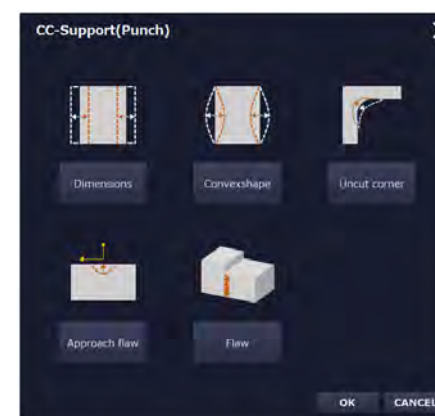 CC-Support(Punch)
Dimensions
Convexshape
Uncut corner
Approach flaw
Flaw
OK
CANCEL